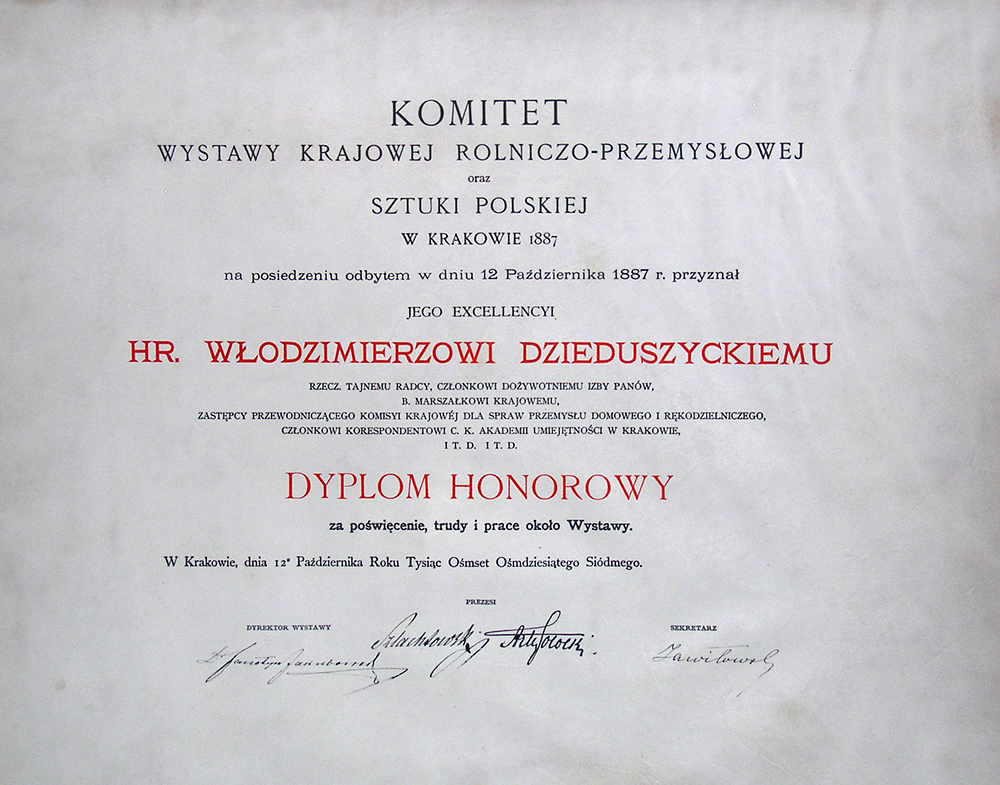 KOMITET
WYSTAWY KRAJOWEJ ROLNICZO-PRZEMYSŁOWEJ
oraz
SZTUKI POLSKIEJ
W KRAKOWIE 1887
na posiedzeniu odbytem w dniu 12 Października 1887 r. przyznał
JEGO EXCELLENCYI
HR. WŁODZIMIERZOWI DZIEDUSZYCKIEMU
RZECZ. TAJNEMU RADCY, CZŁONKOWI DOŻYWOTNIEMU IZBY PANÓW,
B. MARSZAŁKOWI KRAJOWEMU,
ZASTĘPCY PRZEWODNICZĄCEGO KOMISYI KRAJOWÉJ DLA SPRAW PRZEMYSŁU DOMOWEGO I RĘKODZIELNICZEGO,
CZŁONKOWI KORESPONDENTOWI C. K. AKADEMII UMIEJĘTNOŚCI W KRAKOWIE,
I T. D. I T. D.
DYPLOM HONOROWY
za poświęcenie, trudy i prace około Wystawy.
W Krakowie, dnia 12º Października Roku Tysiąc Ośmset Ośmdziesiątego Siódmego.
PREZESI
DYREKTOR WYSTAWY
SEKRETARZ
Szlachtowski
Zawiłowski